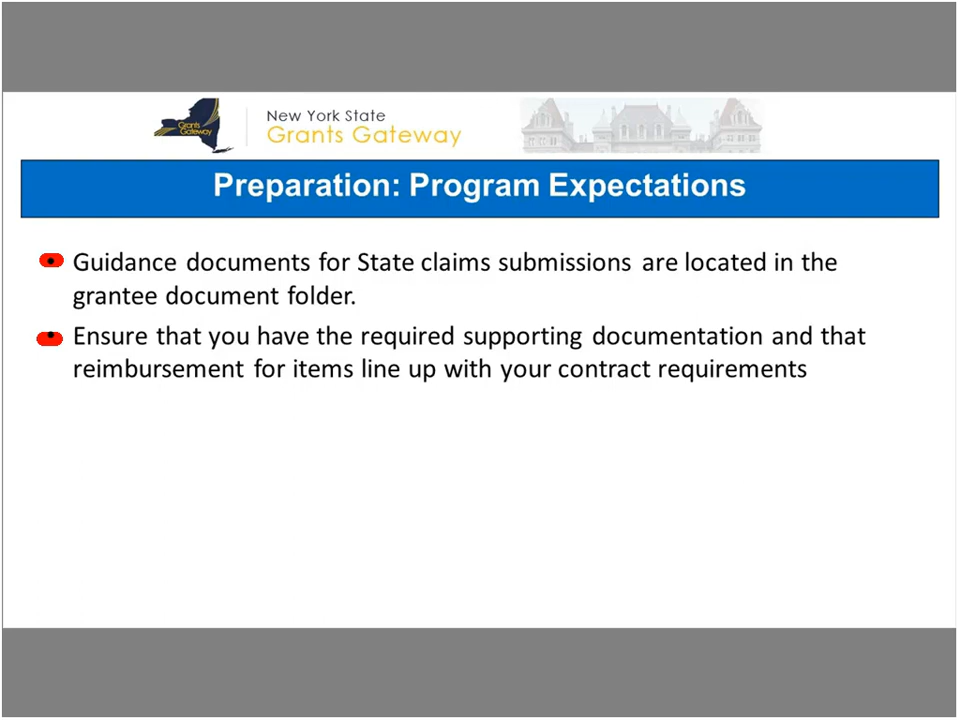 Grants
Gateway
New York State
Grants Gateway
Preparation: Program Expectations
• Guidance documents for State claims submissions are located in the
grantee document folder.
• Ensure that you have the required supporting documentation and that
reimbursement for items line up with your contract requirements